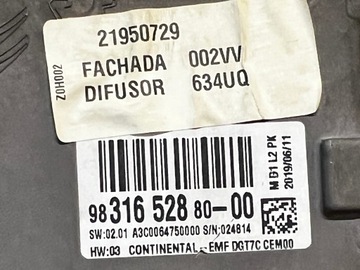 21950729
FACHADA 002VV
DIFUSOR 634UQ
Z0H002
98 316 528 80-00
SW:02.01 A3C0064750000 S/N:024814
HW:03 CONTINENTAL - EMF DGT7C CEM00
M D1 L2 PK
2019/06/11